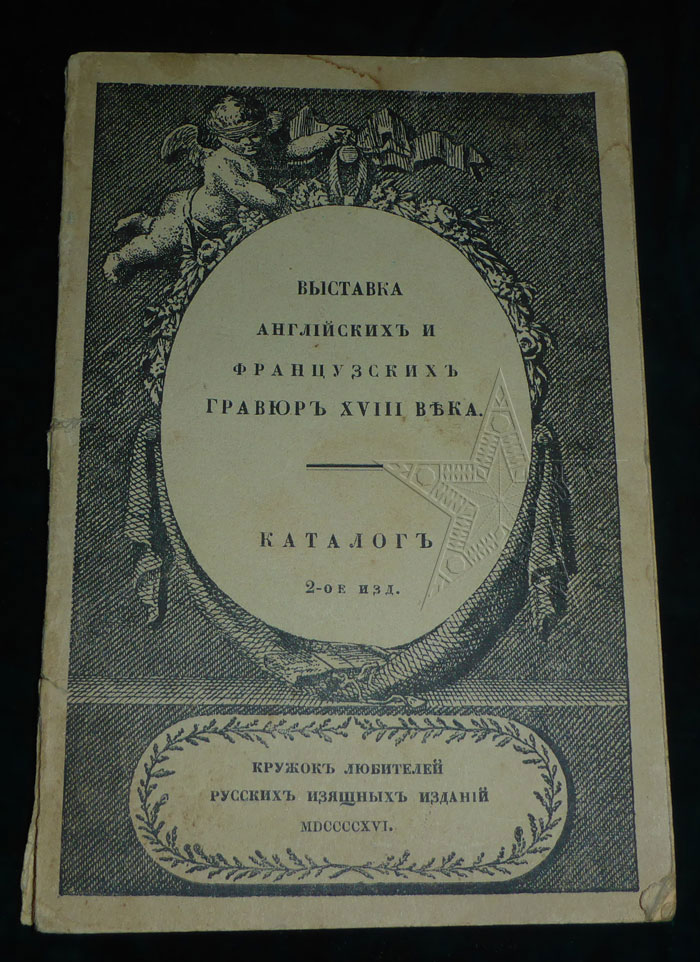 ВЫСТАВКА
АНГЛІЙСКИХЪ И
ФРАНЦУЗСКИХЪ
ГРАВЮРЪ XVIII ВѢКА.
КАТАЛОГЪ
2-ОЕ ИЗД.
КРУЖОКЪ ЛЮБИТЕЛЕЙ
РУССКИХЪ ИЗЯЩНЫХЪ ИЗДАНІЙ
MDCCCCXVI.